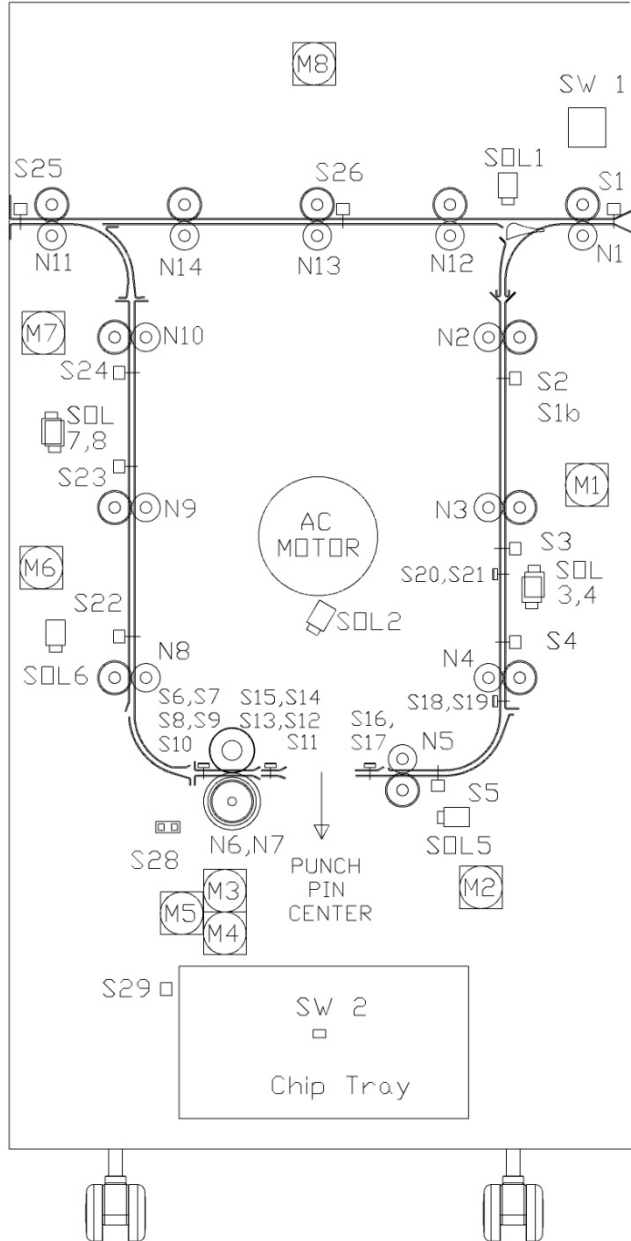 M8
SW 1
S25
S26
SOL1
S1
N11
N14
N13
N12
N1
M7
N10
N2
S24
S2
SOL
7,8
S1b
S23
M1
N9
AC
MOTOR
N3
S3
M6
S20,S21
SOL
3,4
S22
SOL2
S4
SOL6
N8
N4
S6,S7
S8,S9
S10
S15,S14
S13,S12
S11
S16,
S17
S18,S19
N5
S5
N6,N7
SOL5
S28
PUNCH
PIN
CENTER
M3
M5
M4
M2
S29
SW 2
Chip Tray